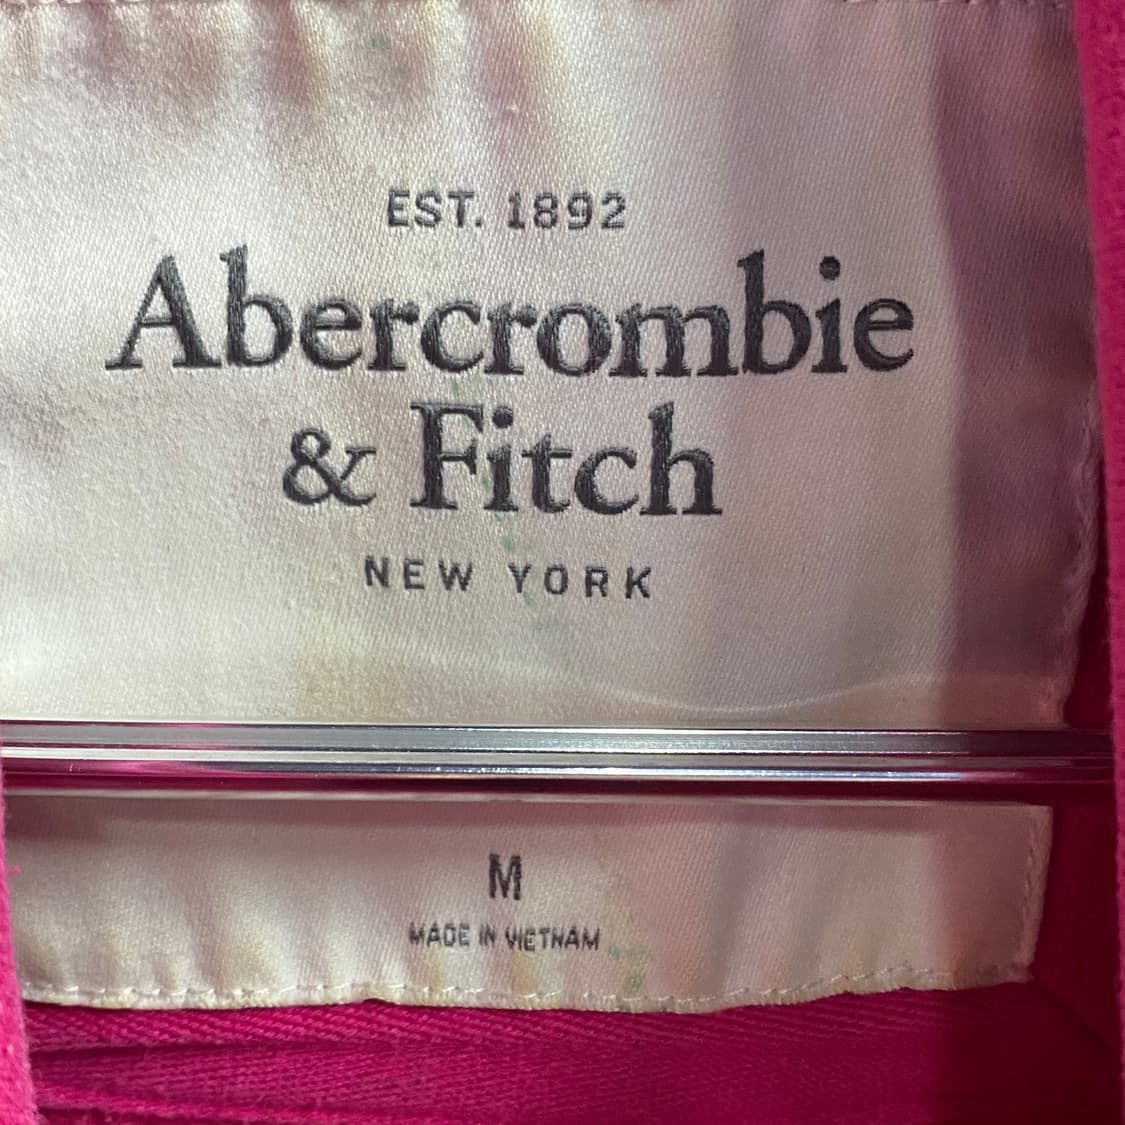 EST. 1892
Abercrombie
& Fitch
NEW YORK
M
MADE IN VIETNAM